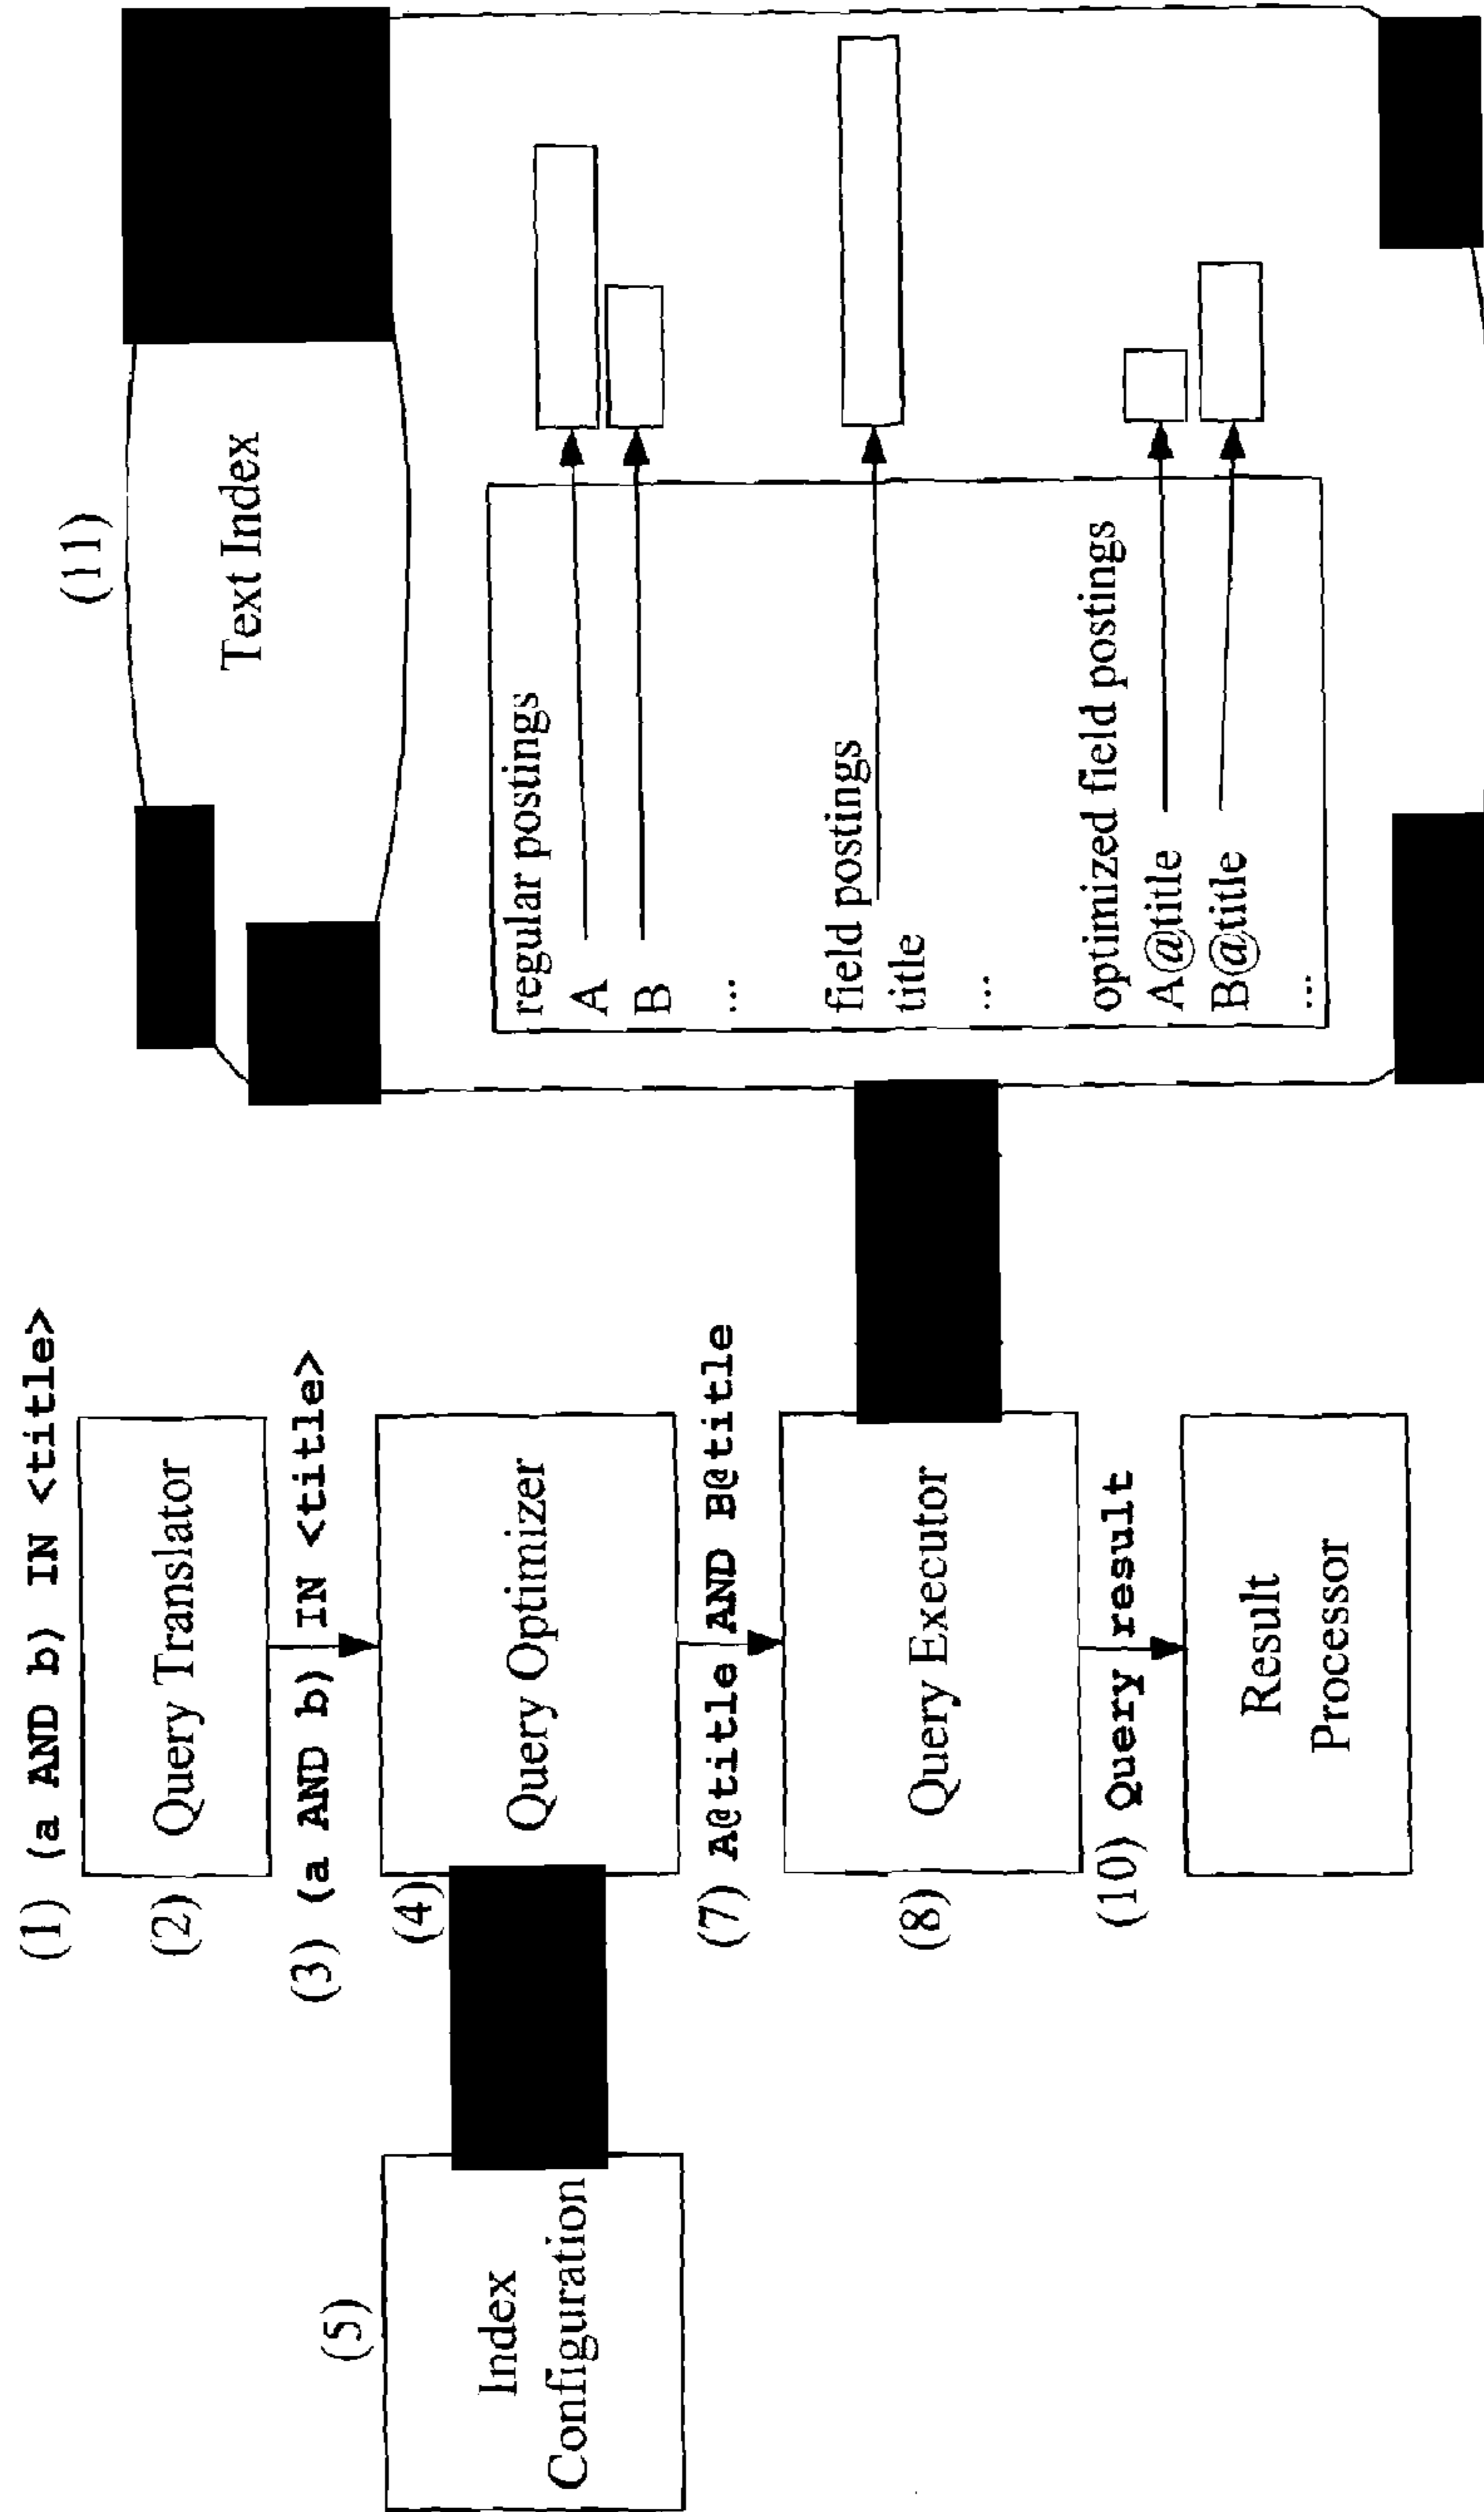 (1) (a AND b) IN <title>
(2)
Query Translator
(3) (a AND b) IN <title>
(4)
Query Optimizer
(5)
Index
Configuration
(7) A@title AND B@title
(8)
Query Executor
(10) Query result
Result
Processor
(11)
Text Index
regular postings
A
B
...
field postings
title
...
optimized field postings
A@title
B@title
...